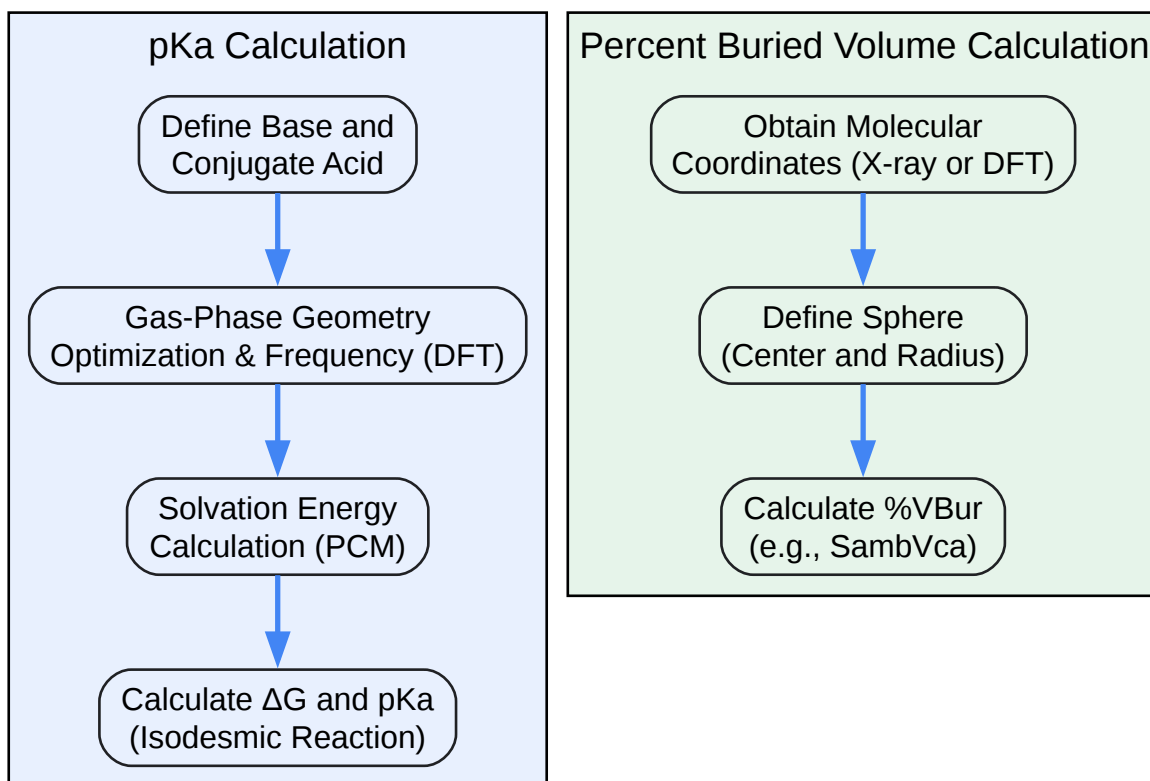 pKa Calculation
Define Base and
Conjugate Acid
Gas-Phase Geometry
Optimization & Frequency (DFT)
Solvation Energy
Calculation (PCM)
Calculate ΔG and pKa
(Isodesmic Reaction)
Percent Buried Volume Calculation
Obtain Molecular
Coordinates (X-ray or DFT)
Define Sphere
(Center and Radius)
Calculate %VBur
(e.g., SambVca)